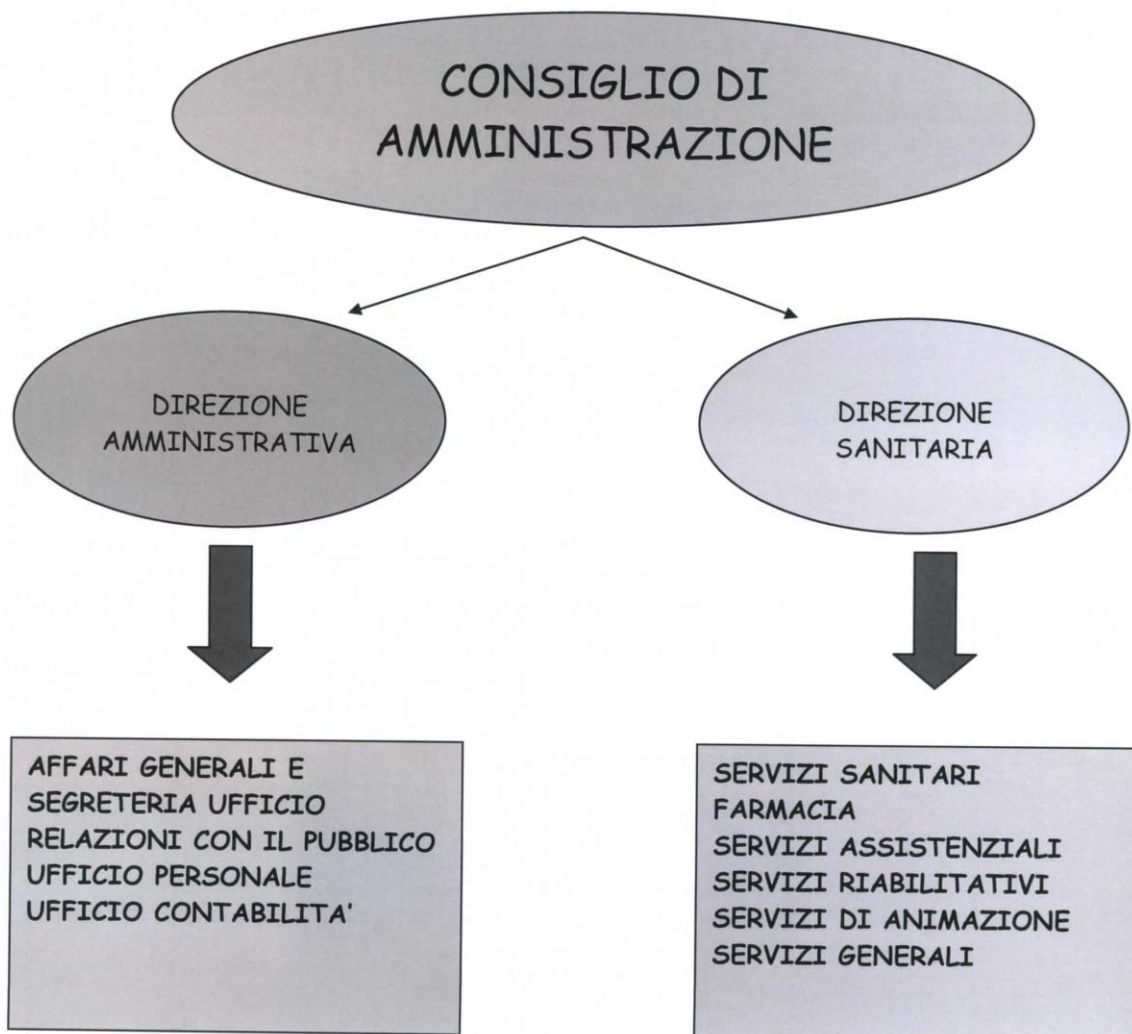 CONSIGLIO DI
AMMINISTRAZIONE
DIREZIONE
AMMINISTRATIVA
DIREZIONE
SANITARIA
AFFARI GENERALI E
SEGRETERIA UFFICIO
RELAZIONI CON IL PUBBLICO
UFFICIO PERSONALE
UFFICIO CONTABILITA'
SERVIZI SANITARI
FARMACIA
SERVIZI ASSISTENZIALI
SERVIZI RIABILITATIVI
SERVIZI DI ANIMAZIONE
SERVIZI GENERALI